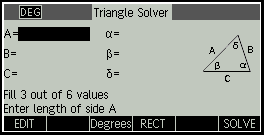 DEG Triangle Solver
A= α=
B= β=
C= δ=
A δ B
β α
C
Fill 3 out of 6 values
Enter length of side A
EDIT Degrees RECT SOLVE